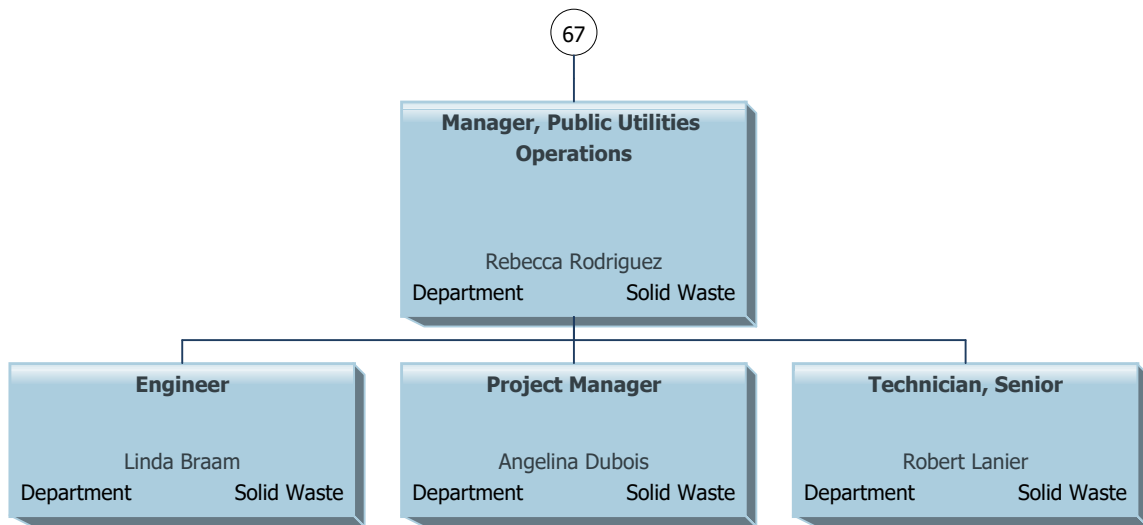 67
Manager, Public Utilities
Operations
Rebecca Rodriguez
Department Solid Waste
Engineer
Linda Braam
Department Solid Waste
Project Manager
Angelina Dubois
Department Solid Waste
Technician, Senior
Robert Lanier
Department Solid Waste